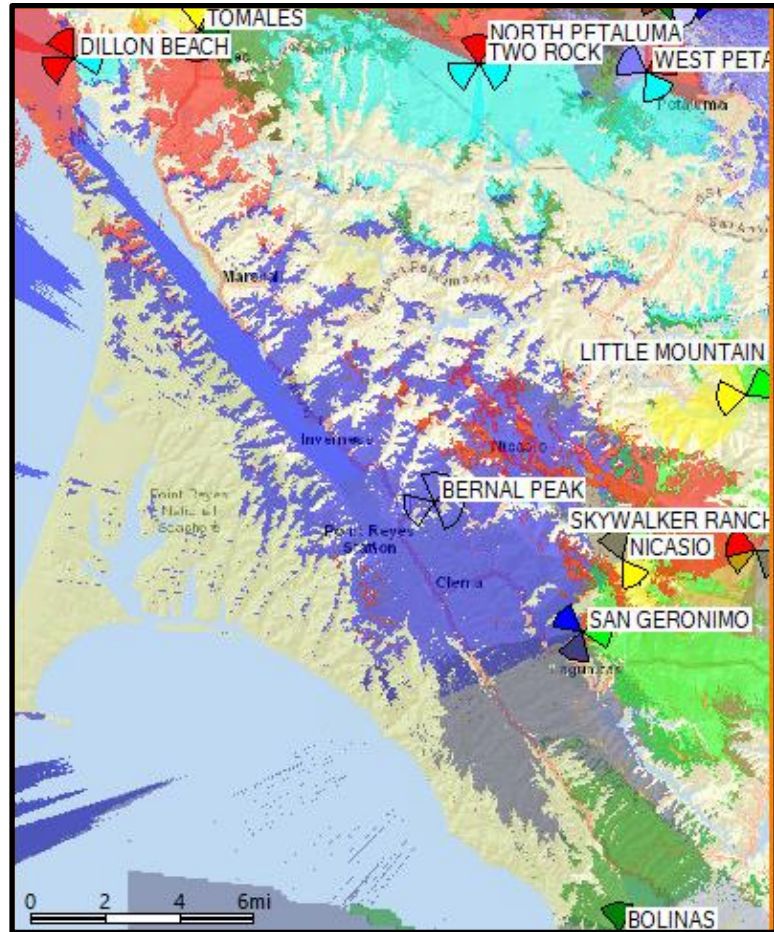 TOMALES
DILLON BEACH
NORTH PETALUMA
TWO ROCK
WEST PETA
Petaluma
Marshall
LITTLE MOUNTAIN
Inverness
Nicasio
BERNAL PEAK
Point Reyes
National
Seashore
Point Reyes
Station
SKYWALKER RANCH
NICASIO
Olema
SAN GERONIMO
Lagunitas
0 2 4 6mi
BOLINAS